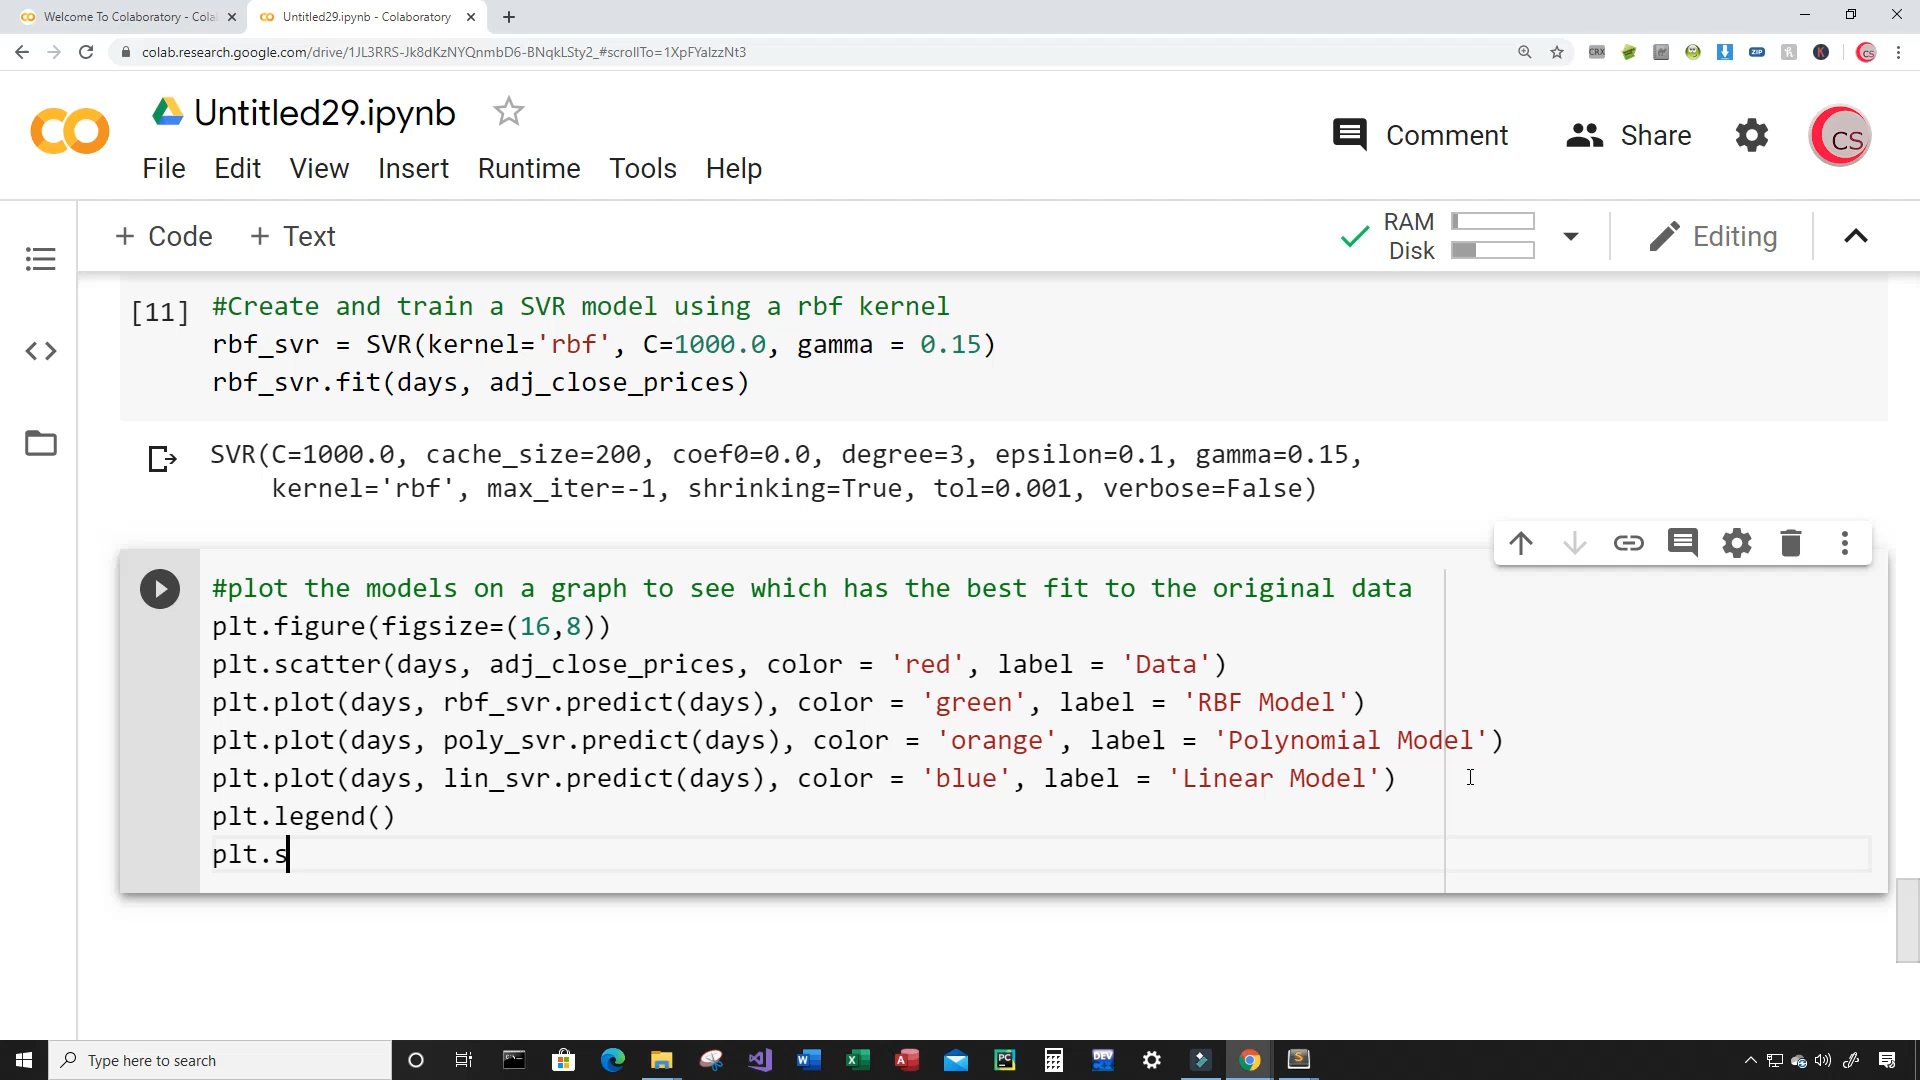 Welcome To Colaboratory - Cola
Untitled29.ipynb - Colaboratory
colab.research.google.com/drive/1JL3RRS-Jk8dKzNYQnmbD6-BNqkLSty2_#scrollTo=1XpFYalzzNt3
CRX
ZIP
K
CS
Untitled29.ipynb
Comment
Share
CS
File Edit View Insert Runtime Tools Help
+ Code + Text
RAM
Disk
Editing
[11] #Create and train a SVR model using a rbf kernel
rbf_svr = SVR(kernel='rbf', C=1000.0, gamma = 0.15)
rbf_svr.fit(days, adj_close_prices)
SVR(C=1000.0, cache_size=200, coef0=0.0, degree=3, epsilon=0.1, gamma=0.15,
kernel='rbf', max_iter=-1, shrinking=True, tol=0.001, verbose=False)
#plot the models on a graph to see which has the best fit to the original data
plt.figure(figsize=(16,8))
plt.scatter(days, adj_close_prices, color = 'red', label = 'Data')
plt.plot(days, rbf_svr.predict(days), color = 'green', label = 'RBF Model')
plt.plot(days, poly_svr.predict(days), color = 'orange', label = 'Polynomial Model')
plt.plot(days, lin_svr.predict(days), color = 'blue', label = 'Linear Model')
plt.legend()
plt.s
Type here to search
PC
DEV